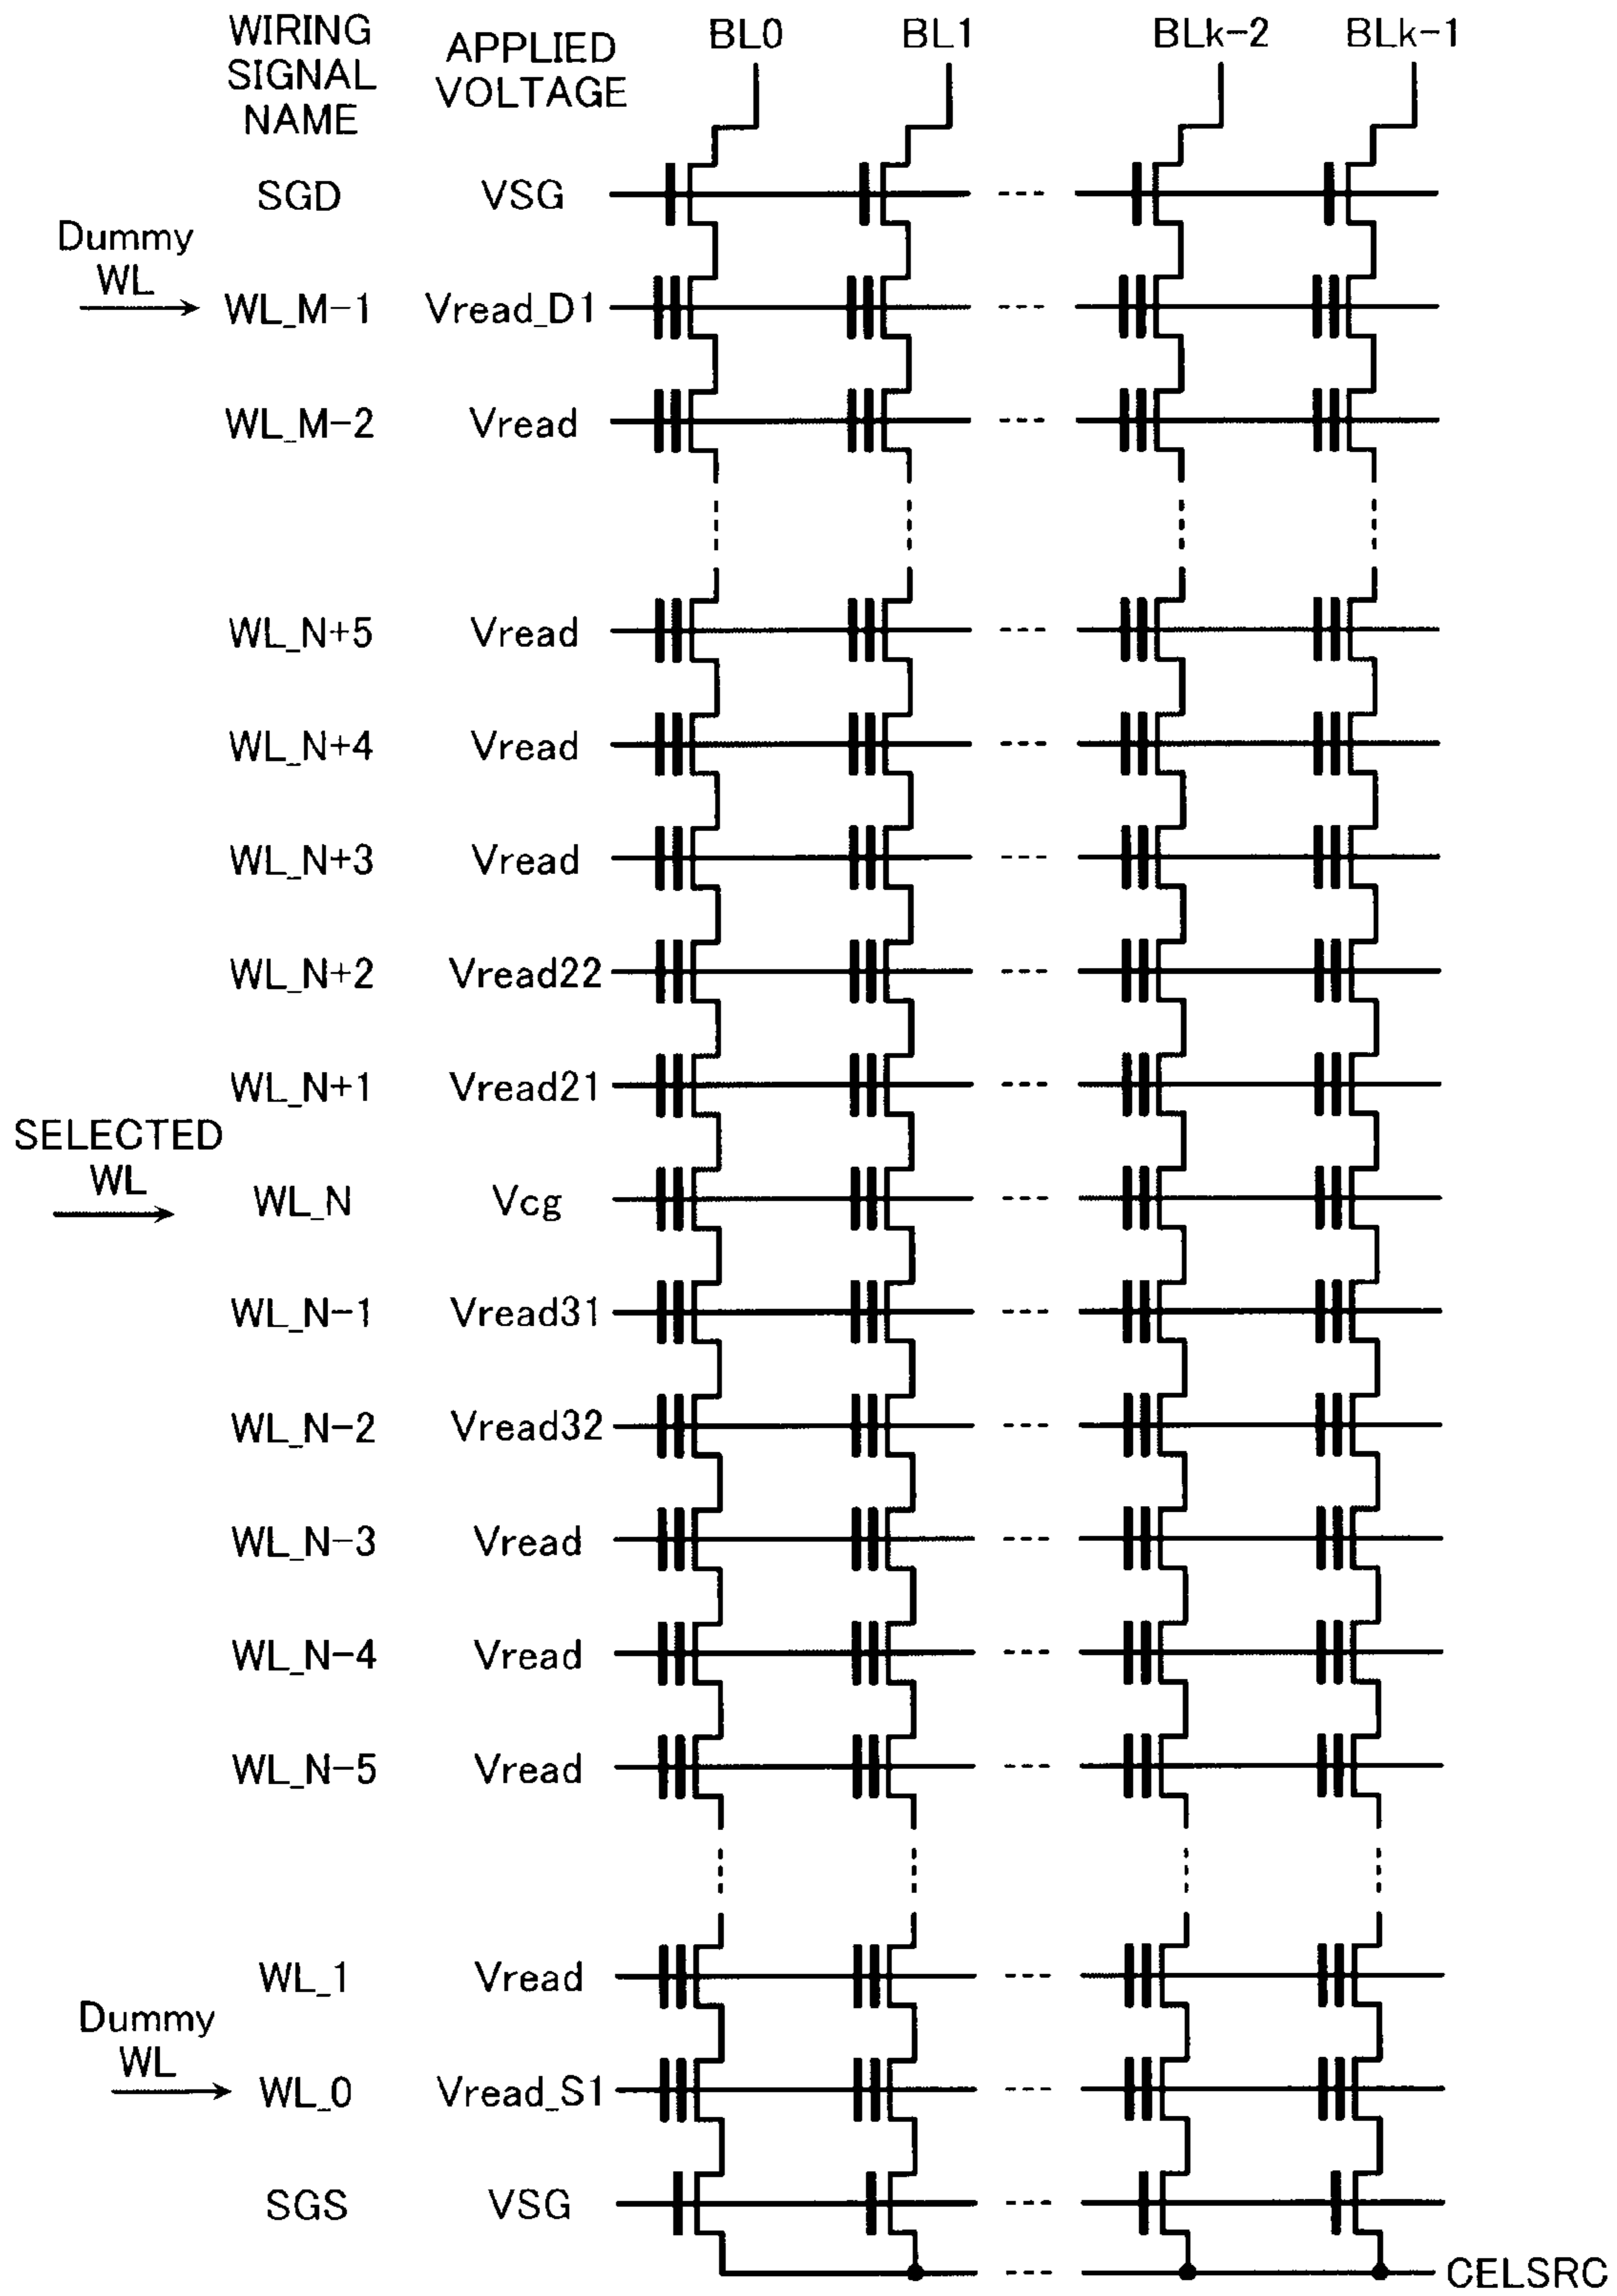 WIRING
SIGNAL
NAME
APPLIED
VOLTAGE
BL0 BL1 BLk-2 BLk-1
SGD VSG
Dummy
WL
WL_M-1 Vread_D1
WL_M-2 Vread
WL_N+5 Vread
WL_N+4 Vread
WL_N+3 Vread
WL_N+2 Vread22
WL_N+1 Vread21
SELECTED
WL
WL_N Vcg
WL_N-1 Vread31
WL_N-2 Vread32
WL_N-3 Vread
WL_N-4 Vread
WL_N-5 Vread
WL_1 Vread
Dummy
WL
WL_0 Vread_S1
SGS VSG
CELSRC